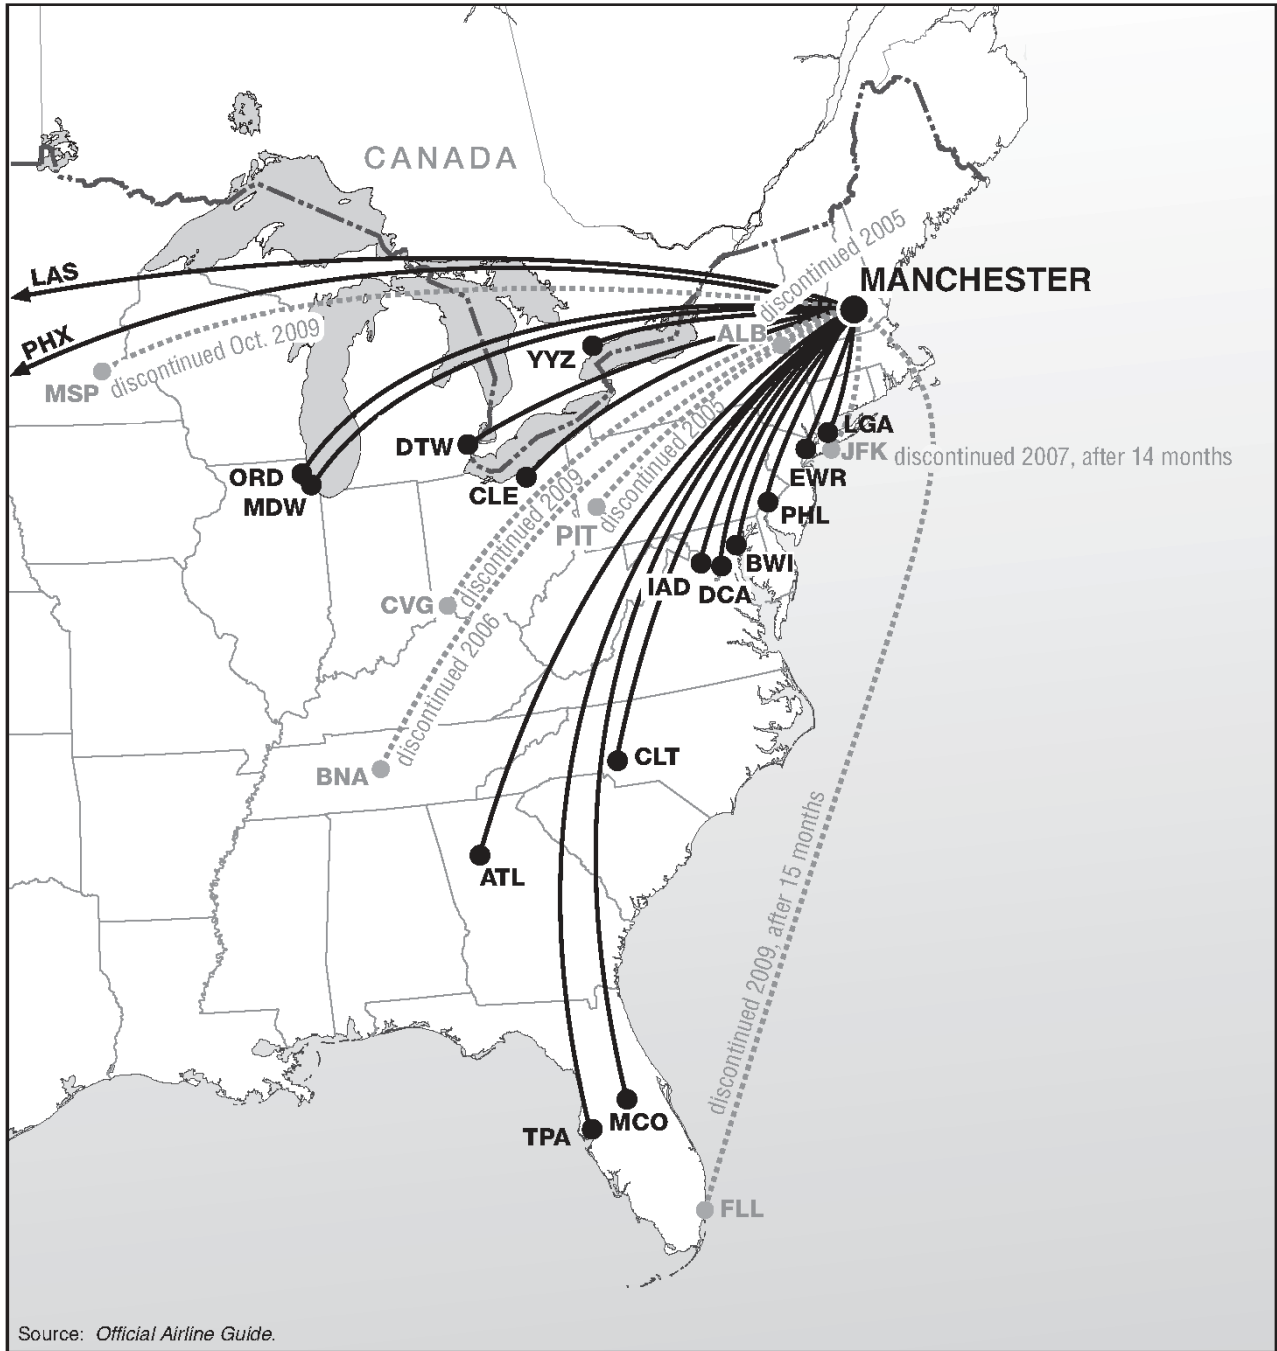 CANADA
discontinued 2005
MANCHESTER
LAS
PHX
discontinued Oct. 2009
MSP
YYZ
ALB
DTW
LGA
JFK discontinued 2007, after 14 months
ORD
MDW
CLE
EWR
discontinued 2005
PIT
PHL
discontinued 2009
BWI
IAD
DCA
CVG
discontinued 2006
BNA
CLT
ATL
discontinued 2009, after 15 months
MCO
TPA
FLL
Source: Official Airline Guide.